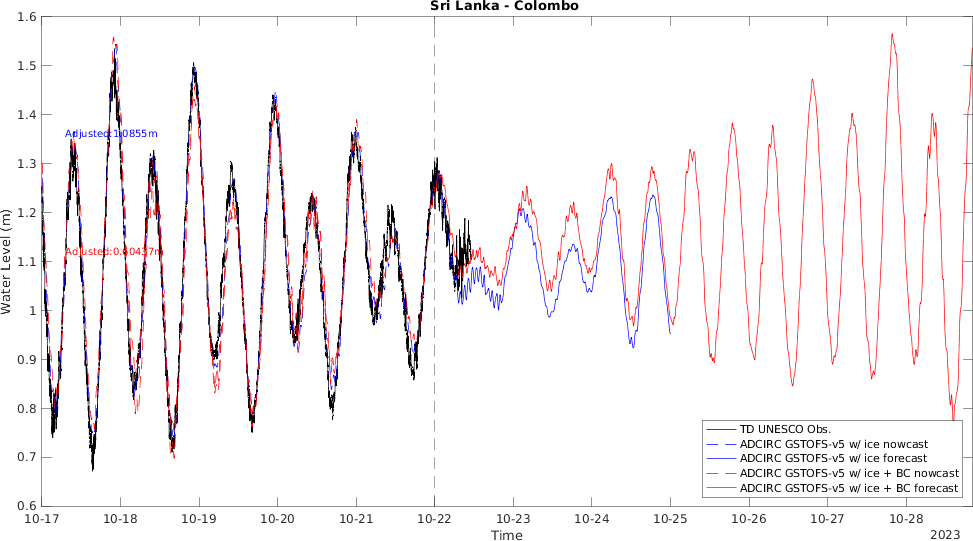 Sri Lanka - Colombo
Water Level (m)
1.6
1.5
1.4
1.3
1.2
1.1
1
0.9
0.8
0.7
0.6
Adjusted:1.0855m
Adjusted:0.00437m
TD UNESCO Obs.
ADCIRC GSTOFS-v5 w/ ice nowcast
ADCIRC GSTOFS-v5 w/ ice forecast
ADCIRC GSTOFS-v5 w/ ice + BC nowcast
ADCIRC GSTOFS-v5 w/ ice + BC forecast
10-17 10-18 10-19 10-20 10-21 10-22 10-23 10-24 10-25 10-26 10-27 10-28
Time
2023